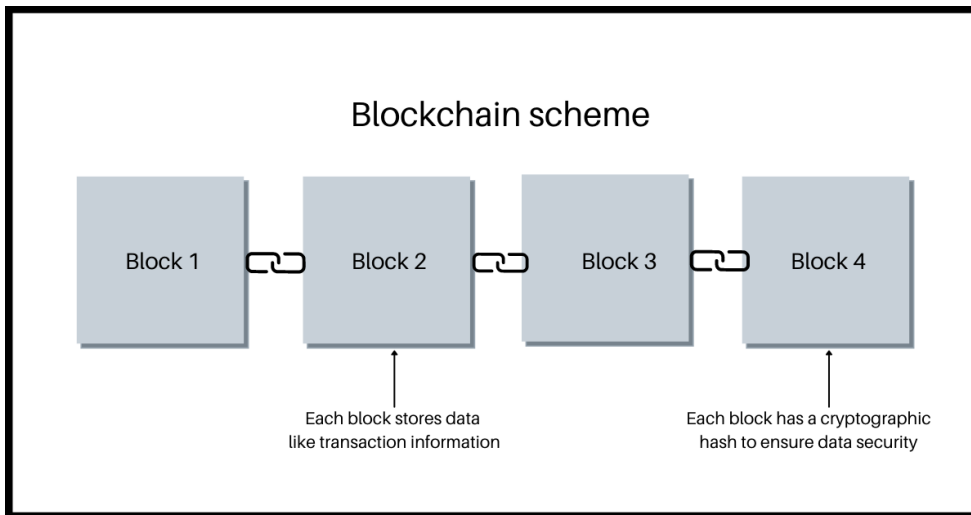 Blockchain scheme
Block 1
Block 2
Block 3
Block 4
Each block stores data
like transaction information
Each block has a cryptographic
hash to ensure data security